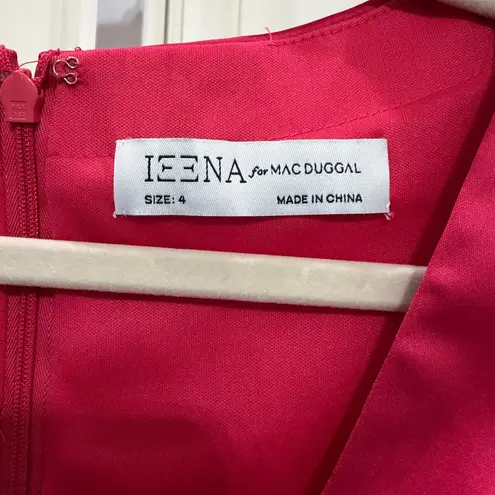 IEENA for MAC DUGGAL
SIZE: 4 MADE IN CHINA